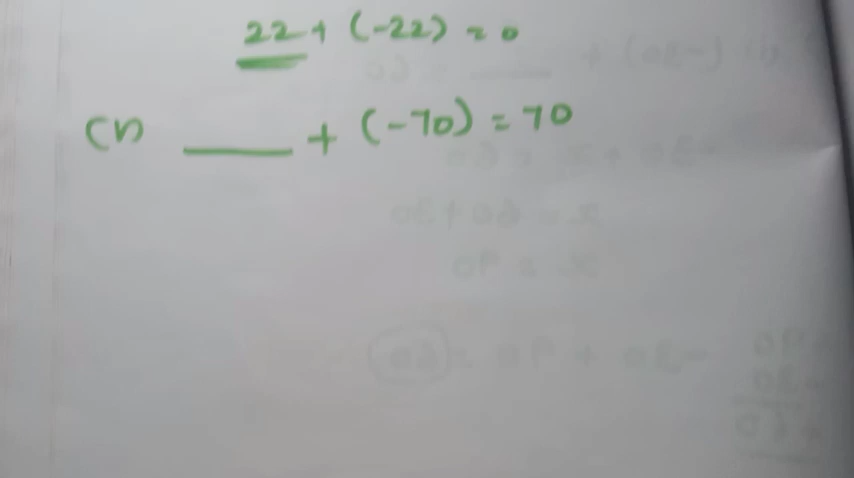 22 + (-22) = 0
(v) ____ + (-70) = 70